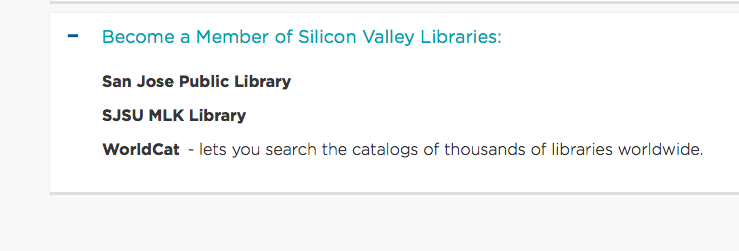 Become a Member of Silicon Valley Libraries:
San Jose Public Library
SJSU MLK Library
WorldCat - lets you search the catalogs of thousands of libraries worldwide.